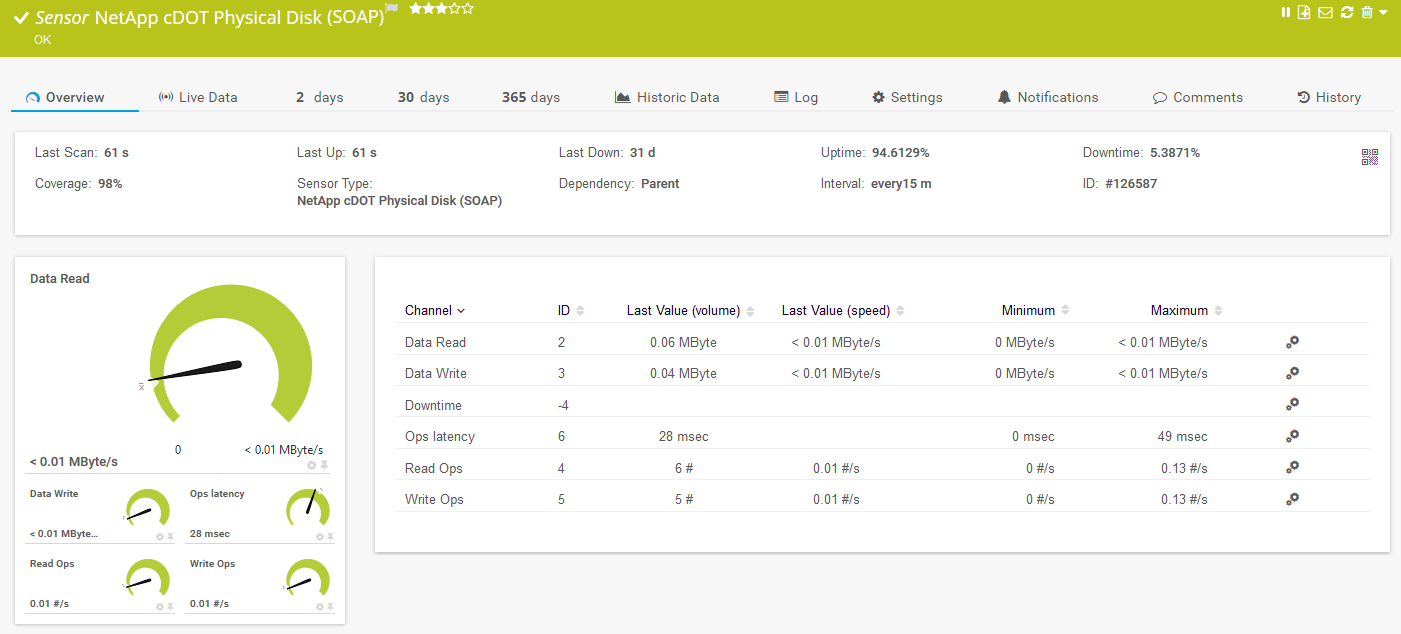 Sensor NetApp cDOT Physical Disk (SOAP)
OK
Overview Live Data 2 days 30 days 365 days Historic Data Log Settings Notifications Comments History
Last Scan: 61 s Last Up: 61 s Last Down: 31 d Uptime: 94.6129% Downtime: 5.3871%
Coverage: 98% Sensor Type: Dependency: Parent Interval: every15 m ID: #126587
NetApp cDOT Physical Disk (SOAP)
Data Read
x̄
0 < 0.01 MByte/s
< 0.01 MByte/s
Data Write Ops latency
< 0.01 MByte... 28 msec
Read Ops Write Ops
0.01 #/s 0.01 #/s
Channel ID Last Value (volume) Last Value (speed) Minimum Maximum
Data Read 2 0.06 MByte < 0.01 MByte/s 0 MByte/s < 0.01 MByte/s
Data Write 3 0.04 MByte < 0.01 MByte/s 0 MByte/s < 0.01 MByte/s
Downtime -4
Ops latency 6 28 msec 0 msec 49 msec
Read Ops 4 6 # 0.01 #/s 0 #/s 0.13 #/s
Write Ops 5 5 # 0.01 #/s 0 #/s 0.13 #/s